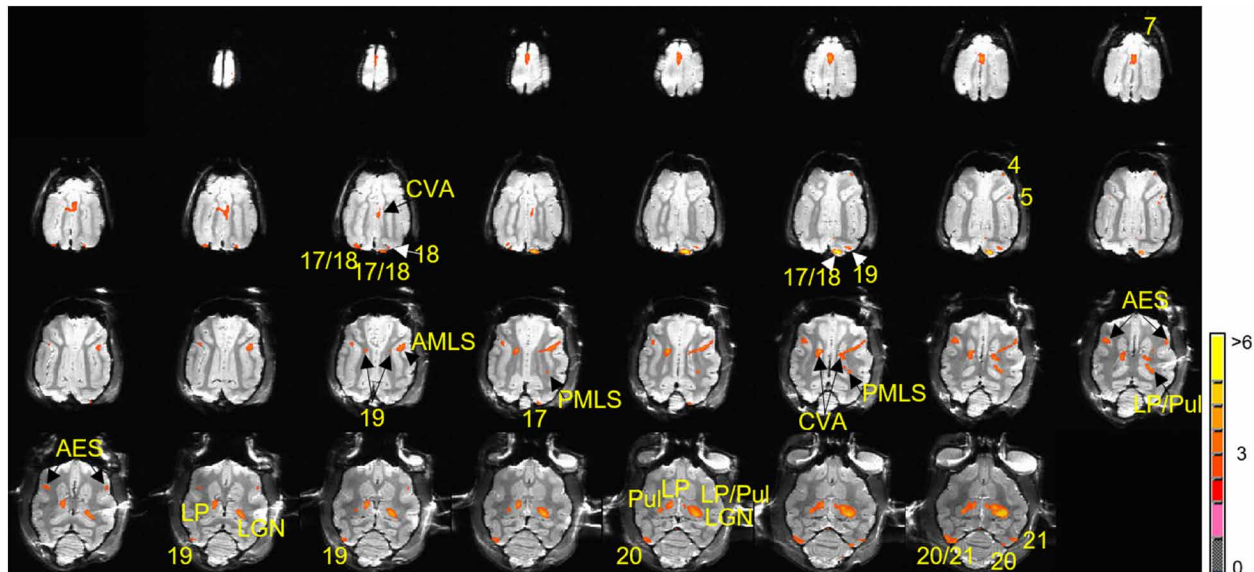 7
4
5
CVA
17/18
17/18
18
17/18
19
AES
AMLS
19
PMLS
17
CVA
PMLS
LP/Pul
>6
3
0
AES
LP
LGN
19
19
Pul
LP
LP/Pul
LGN
20
20/21
20
21